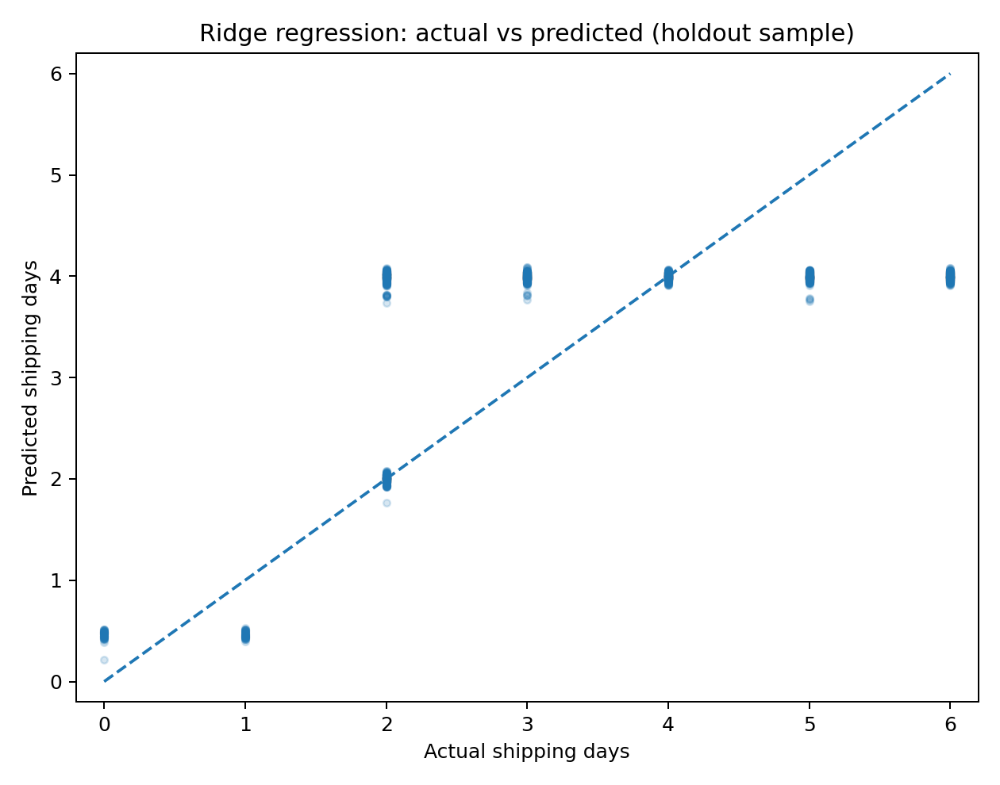 Ridge regression: actual vs predicted (holdout sample)
6
5
4
3
2
1
0
Predicted shipping days
0 1 2 3 4 5 6
Actual shipping days